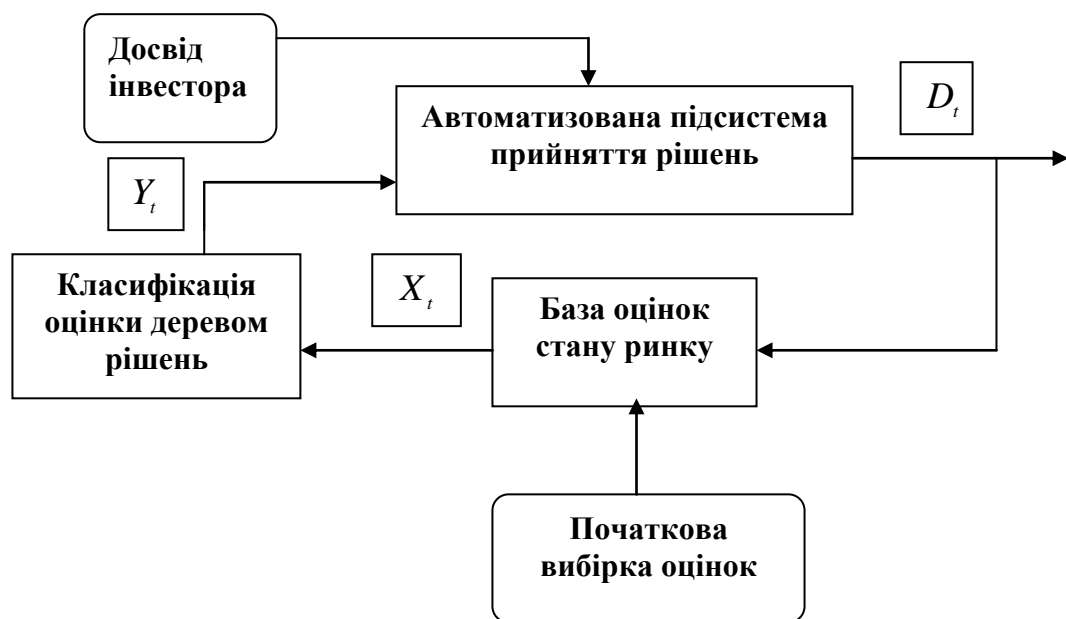 Досвід
інвестора
Автоматизована підсистема
прийняття рішень
D_t
Y_t
Класифікація
оцінки деревом
рішень
X_t
База оцінок
стану ринку
Початкова
вибірка оцінок